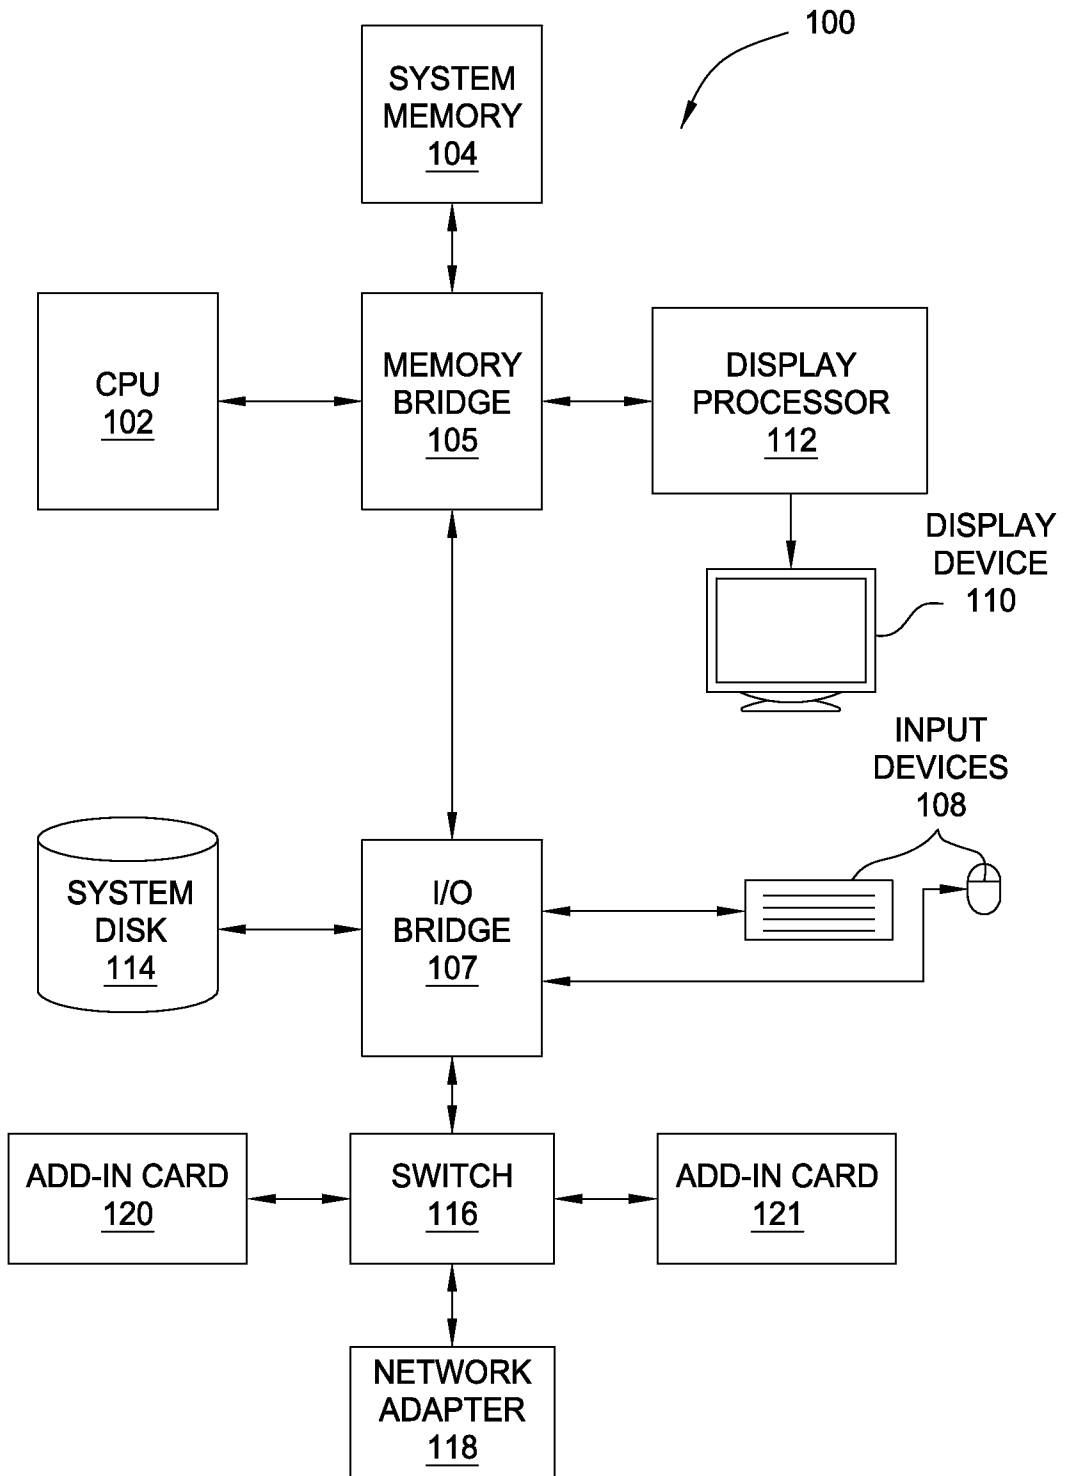 100
SYSTEM
MEMORY
104
CPU
102
MEMORY
BRIDGE
105
DISPLAY
PROCESSOR
112
DISPLAY
DEVICE
110
INPUT
DEVICES
108
SYSTEM
DISK
114
I/O
BRIDGE
107
ADD-IN CARD
120
SWITCH
116
ADD-IN CARD
121
NETWORK
ADAPTER
118